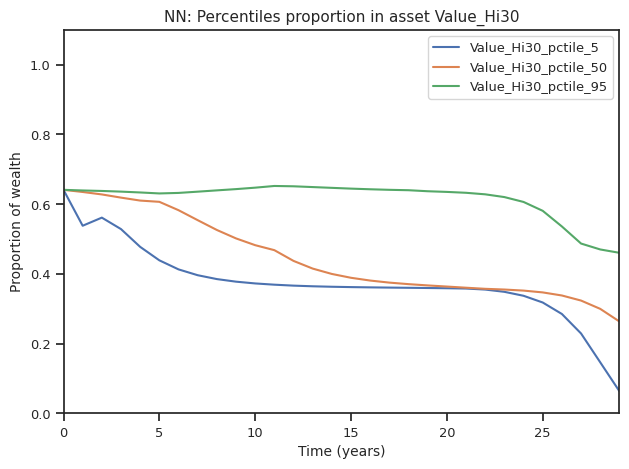 NN: Percentiles proportion in asset Value_Hi30
Value_Hi30_pctile_5
Value_Hi30_pctile_50
Value_Hi30_pctile_95
Proportion of wealth
1.0
0.8
0.6
0.4
0.2
0.0
0 5 10 15 20 25
Time (years)